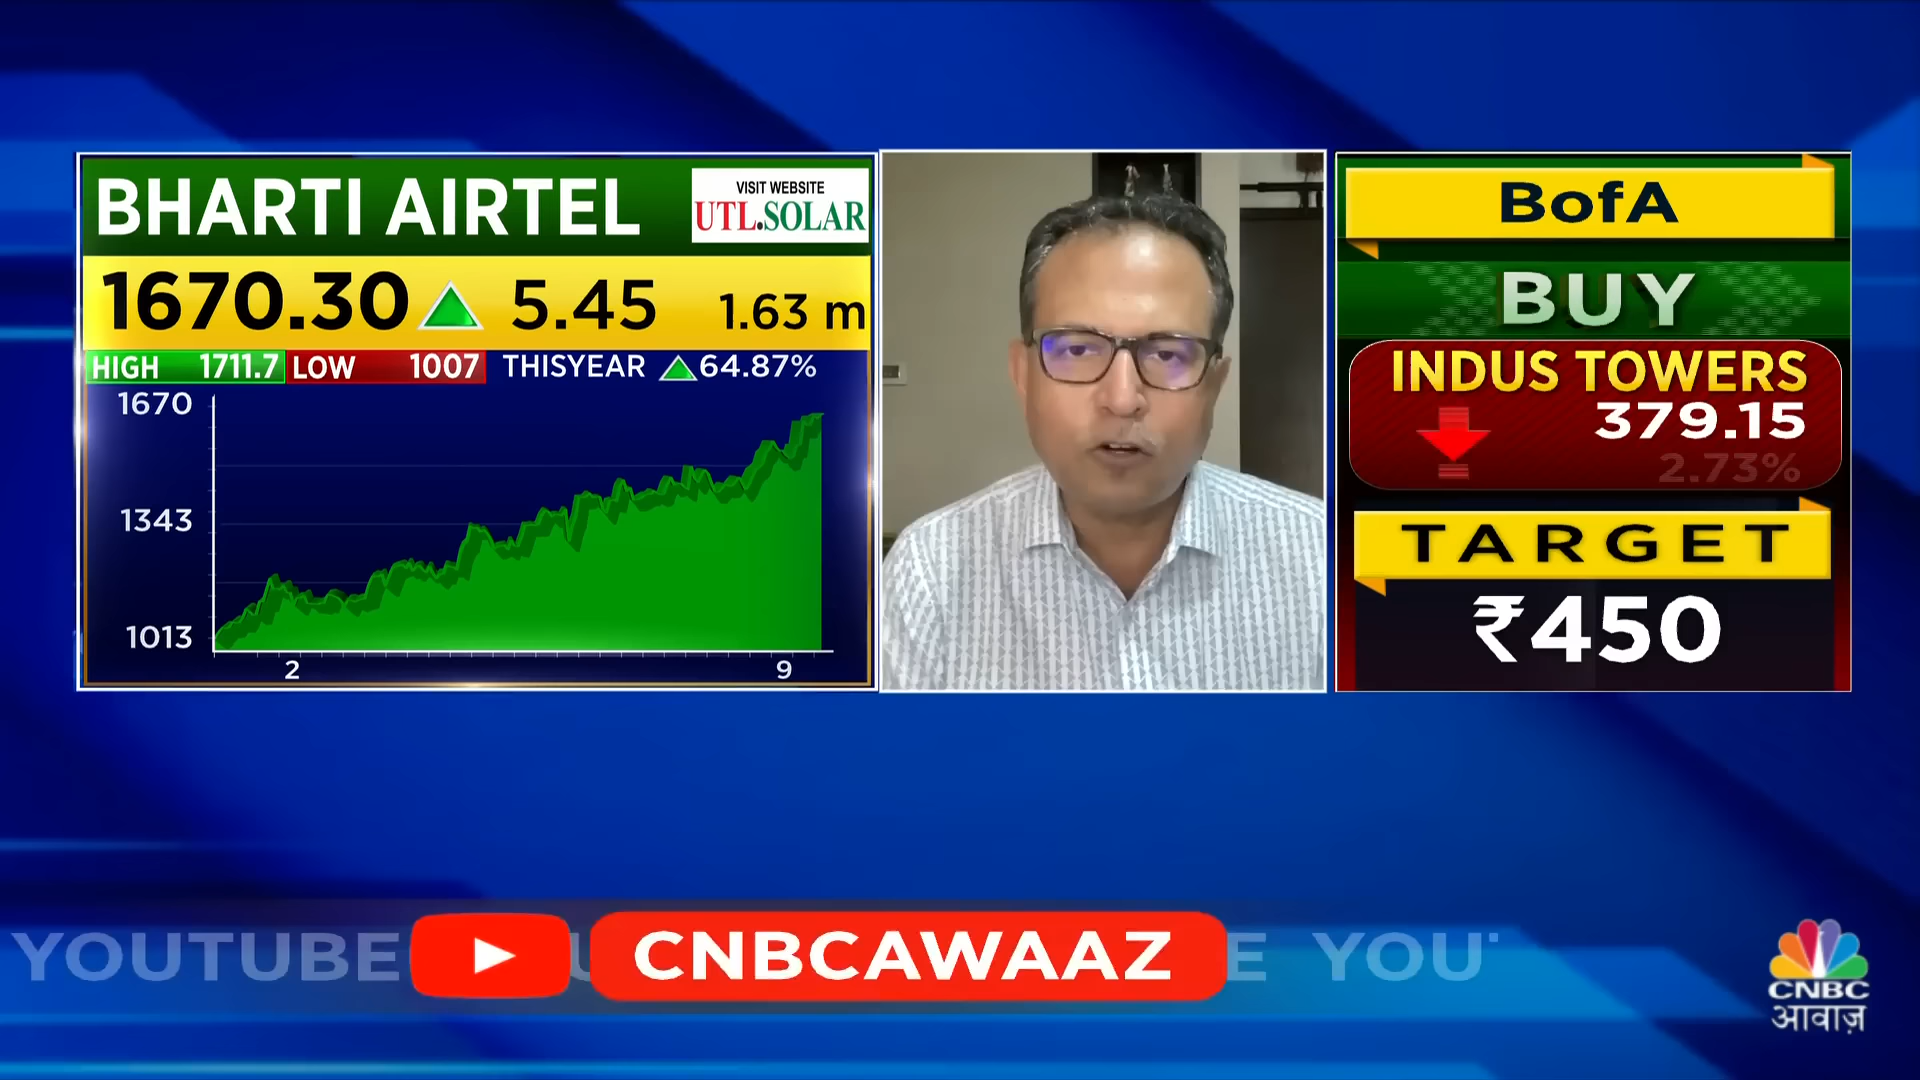 BHARTI AIRTEL
VISIT WEBSITE
UTL.SOLAR
1670.30 5.45 1.63 m
HIGH 1711.7 LOW 1007 THISYEAR 64.87%
1670
1343
1013
2 9
BofA
BUY
INDUS TOWERS
379.15
2.73%
TARGET
₹450
YOUTUBE CNBCAWAAZ E YOU
CNBC
आवाज़